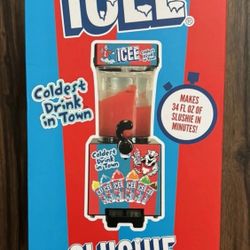 ICEE
®
Coldest
Drink
in Town
ICEE
MAKES
34 FL OZ OF
SLUSHIE IN
MINUTES!
Coldest
Drink
in Town
ICEE
SLUSHIE